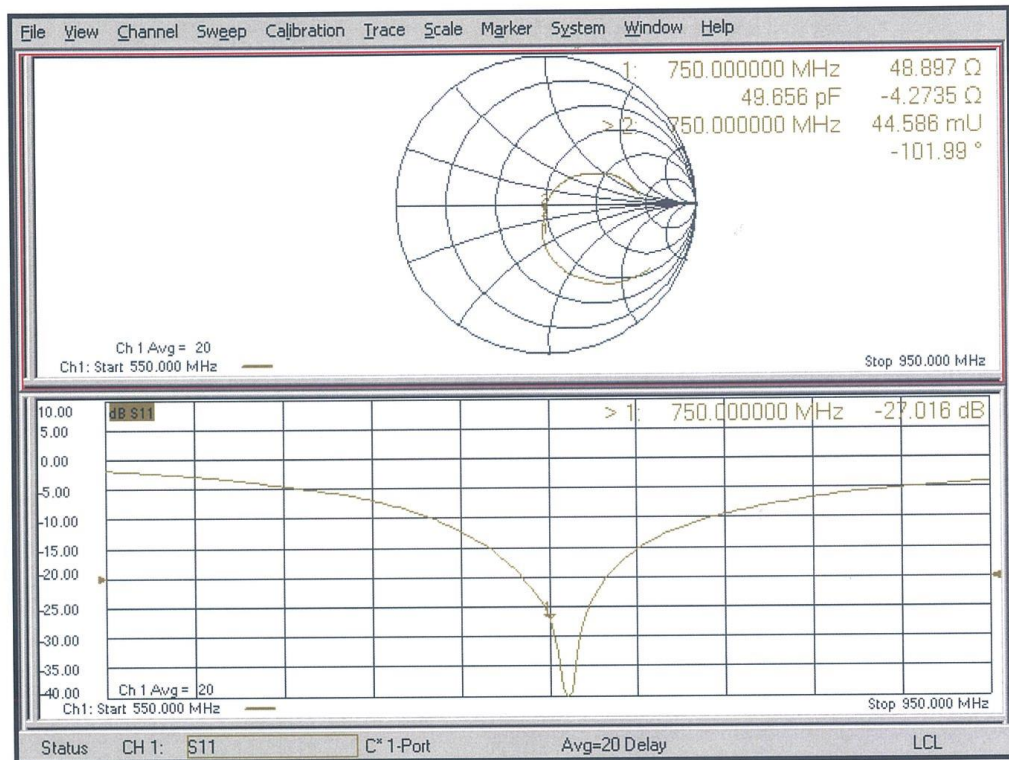 File View Channel Sweep Calibration Trace Scale Marker System Window Help
1: 750.000000 MHz 48.897 Ω
49.656 pF -4.2735 Ω
> 2: 750.000000 MHz 44.586 mU
-101.99 °
Ch 1 Avg = 20
Ch1: Start 550.000 MHz
Stop 950.000 MHz
10.00
dB S11
> 1: 750.000000 MHz -27.016 dB
5.00
0.00
-5.00
-10.00
-15.00
-20.00
-25.00
-30.00
-35.00
-40.00
Ch 1 Avg = 20
Ch1: Start 550.000 MHz
Stop 950.000 MHz
Status CH 1: S11 C* 1-Port Avg=20 Delay LCL